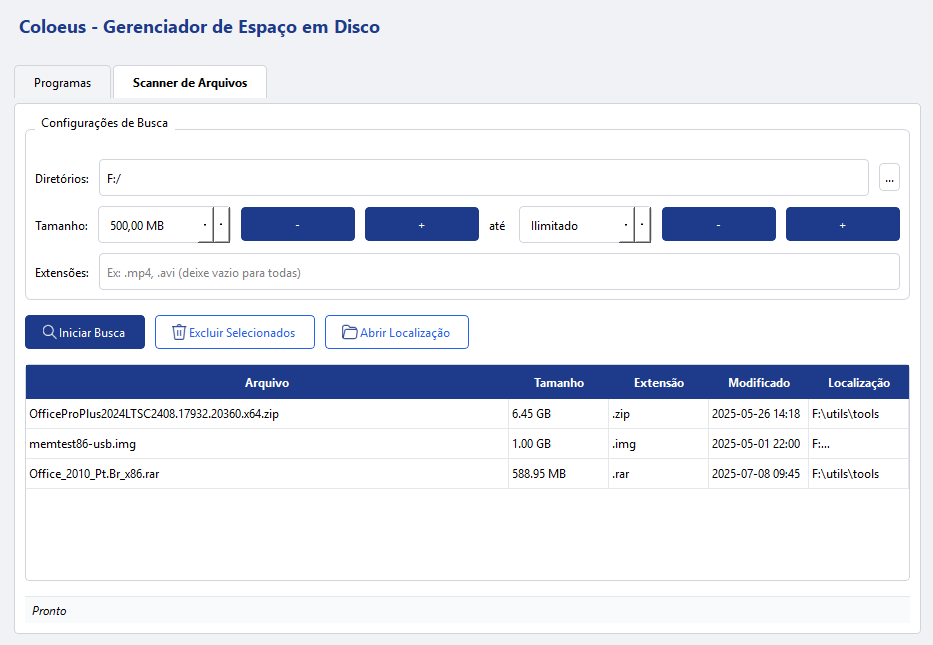 Coloeus - Gerenciador de Espaço em Disco
Programas Scanner de Arquivos
Configurações de Busca
Diretórios: F:/ ...
Tamanho: 500,00 MB - + até Ilimitado - +
Extensões: Ex: .mp4, .avi (deixe vazio para todas)
Iniciar Busca Excluir Selecionados Abrir Localização
Arquivo Tamanho Extensão Modificado Localização
OfficeProPlus2024LTSC2408.17932.20360.x64.zip 6.45 GB .zip 2025-05-26 14:18 F:\utils\tools
memtest86-usb.img 1.00 GB .img 2025-05-01 22:00 F:...
Office_2010_Pt.Br_x86.rar 588.95 MB .rar 2025-07-08 09:45 F:\utils\tools
Pronto